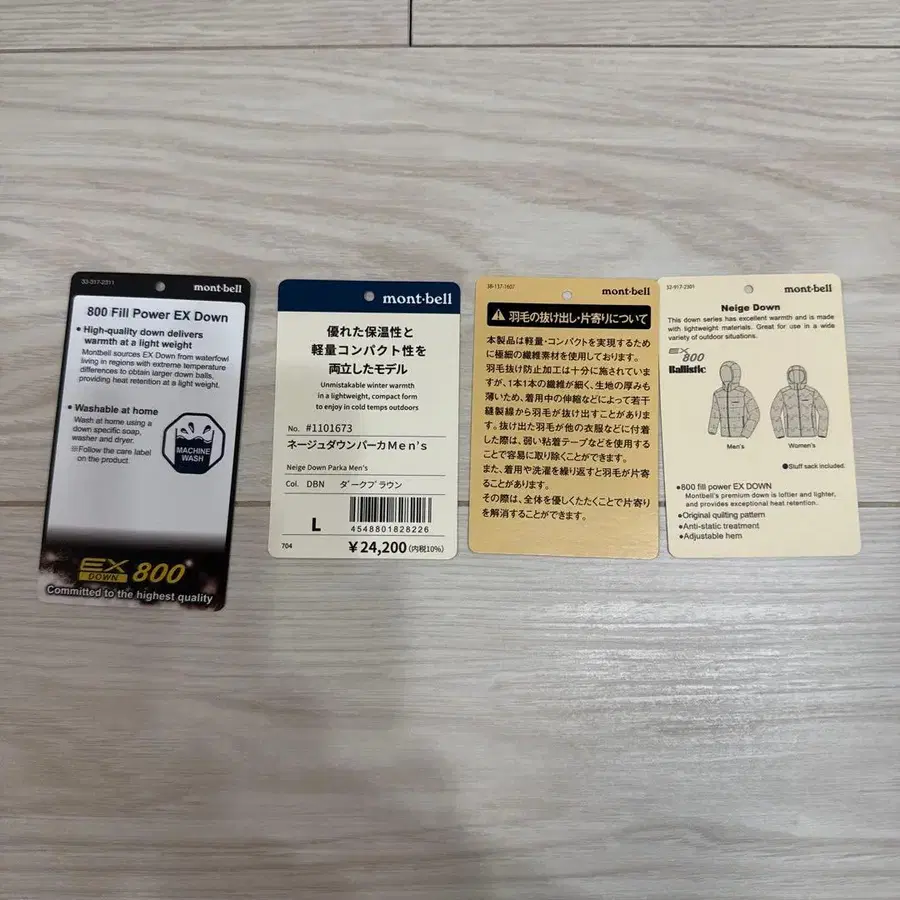 33-317-2311
mont·bell
800 Fill Power EX Down
• High-quality down delivers
warmth at a light weight
Montbell sources EX Down from waterfowl
living in regions with extreme temperature
differences to obtain larger down balls,
providing heat retention at a light weight.
• Washable at home
Wash at home using a
down specific soap,
washer and dryer.
※Follow the care label
on the product.
MACHINE
WASH
EX
DOWN
800
Committed to the highest quality
mont·bell
優れた保温性と
軽量コンパクト性を
両立したモデル
Unmistakable winter warmth
in a lightweight, compact form
to enjoy in cold temps outdoors
No. #1101673
ネージュダウンパーカMen's
Neige Down Parka Men's
Col. DBN ダークブラウン
L
4548801828226
704
¥24,200(内税10%)
38-137-1607
mont·bell
羽毛の抜け出し・片寄りについて
本製品は軽量・コンパクトを実現するため
に極細の繊維素材を使用しております。
羽毛抜け防止加工は十分に施されていま
すが、1本1本の繊維が細く、生地の厚みも
薄いため、着用中の伸縮などによって若干
縫製線から羽毛が抜け出すことがありま
す。抜け出た羽毛が他の衣服などに付着
した際は、弱い粘着テープなどを使用する
ことで容易に取り除くことができます。
また、着用や洗濯を繰り返すと羽毛が片寄
ることがあります。
その際は、全体を優しくたたくことで片寄り
を解消することができます。
52-917-2301
mont·bell
Neige Down
This down series has excellent warmth and is made
with lightweight materials. Great for use in a wide
variety of outdoor situations.
EX
DOWN
800
Ballistic
Men's
Women's
●Stuff sack included.
●800 fill power EX DOWN
Montbell's premium down is loftier and lighter,
and provides exceptional heat retention.
●Original quilting pattern
●Anti-static treatment
●Adjustable hem